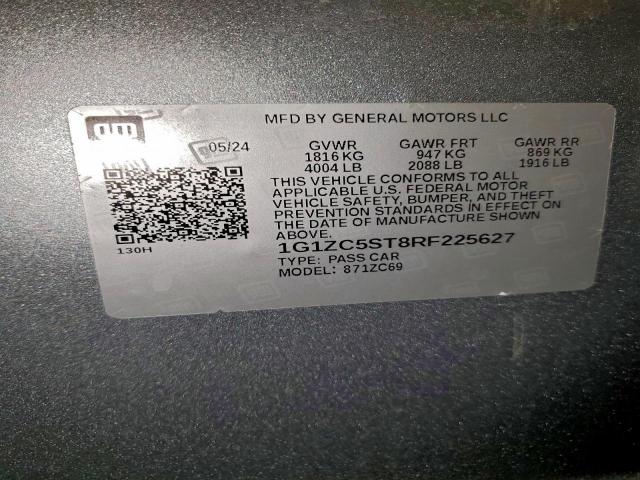 MFD BY GENERAL MOTORS LLC
gm
05/24
GVWR GAWR FRT GAWR RR
1816 KG 947 KG 869 KG
4004 LB 2088 LB 1916 LB
THIS VEHICLE CONFORMS TO ALL
APPLICABLE U.S. FEDERAL MOTOR
VEHICLE SAFETY, BUMPER, AND THEFT
PREVENTION STANDARDS IN EFFECT ON
THE DATE OF MANUFACTURE SHOWN
ABOVE.
130H
1G1ZC5ST8RF225627
TYPE: PASS CAR
MODEL: 871ZC69